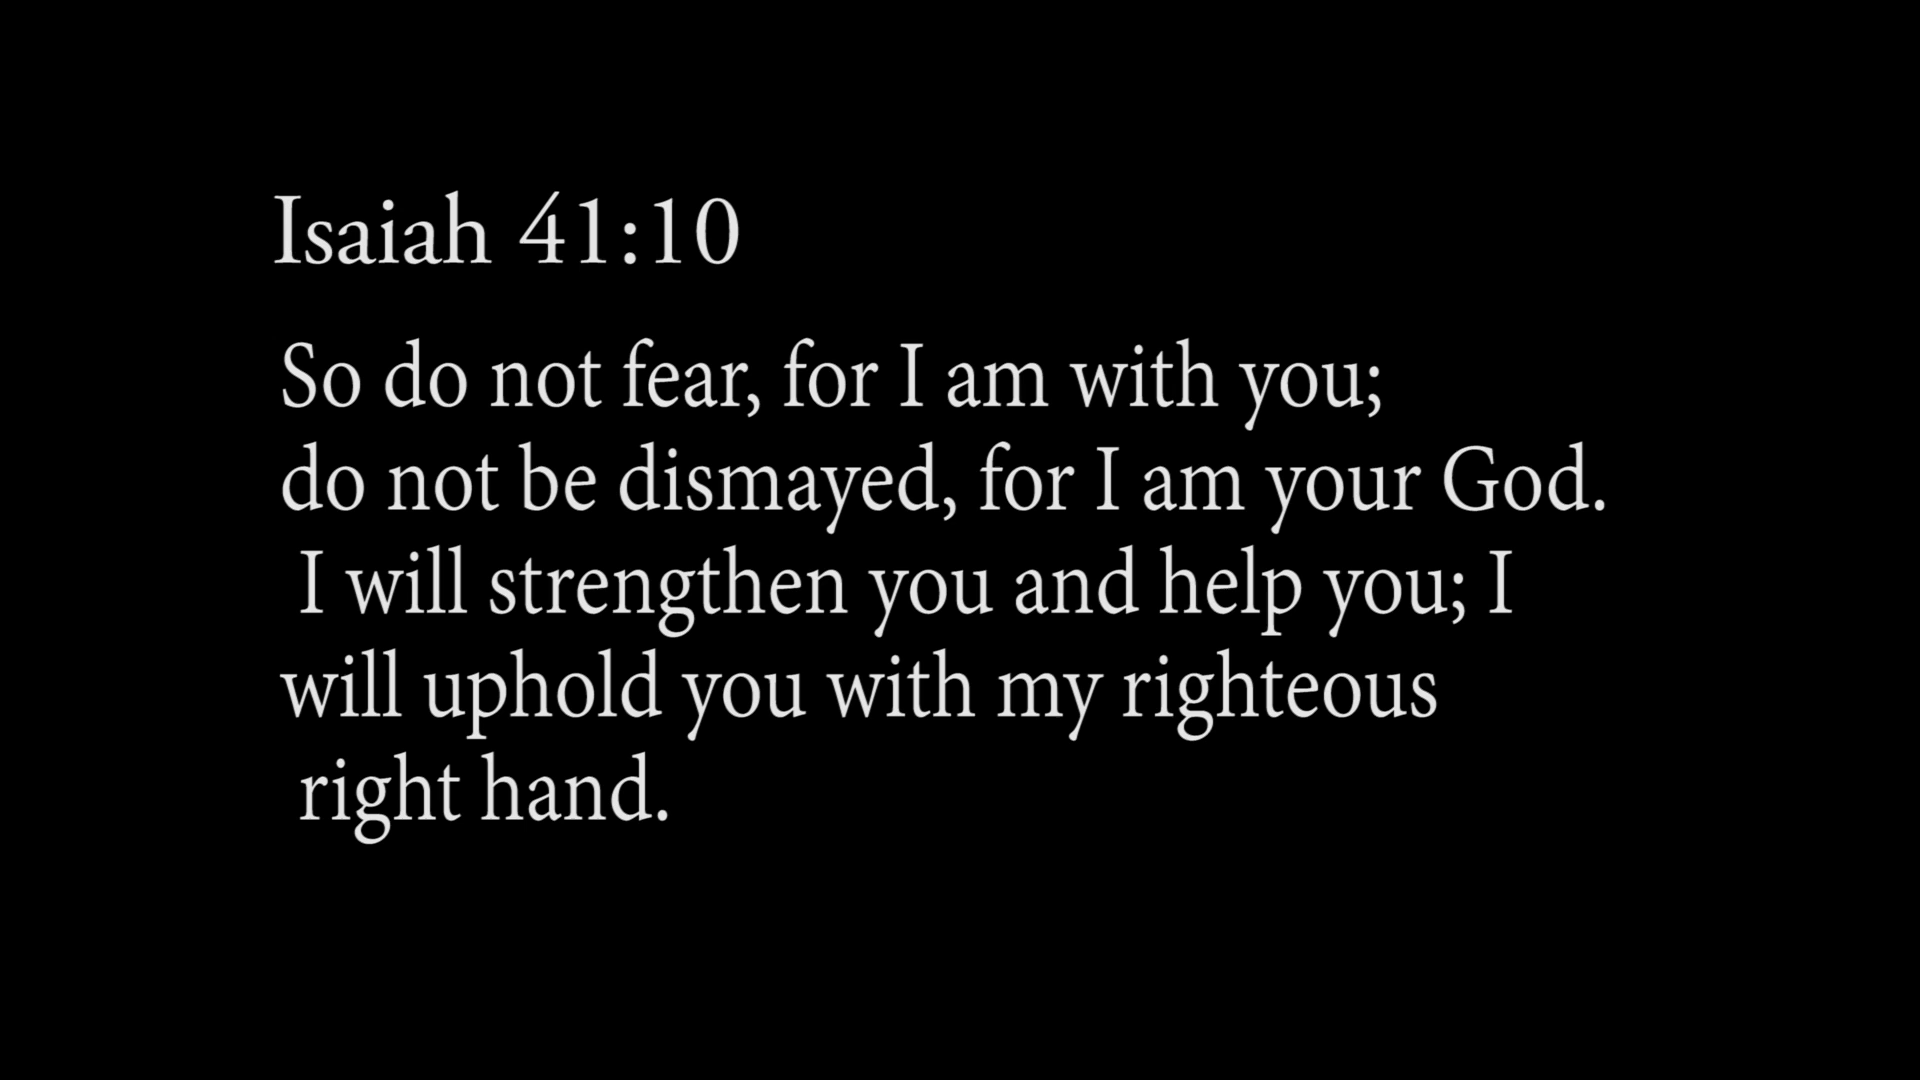 Isaiah 41:10
So do not fear, for I am with you;
do not be dismayed, for I am your God.
I will strengthen you and help you; I
will uphold you with my righteous
right hand.